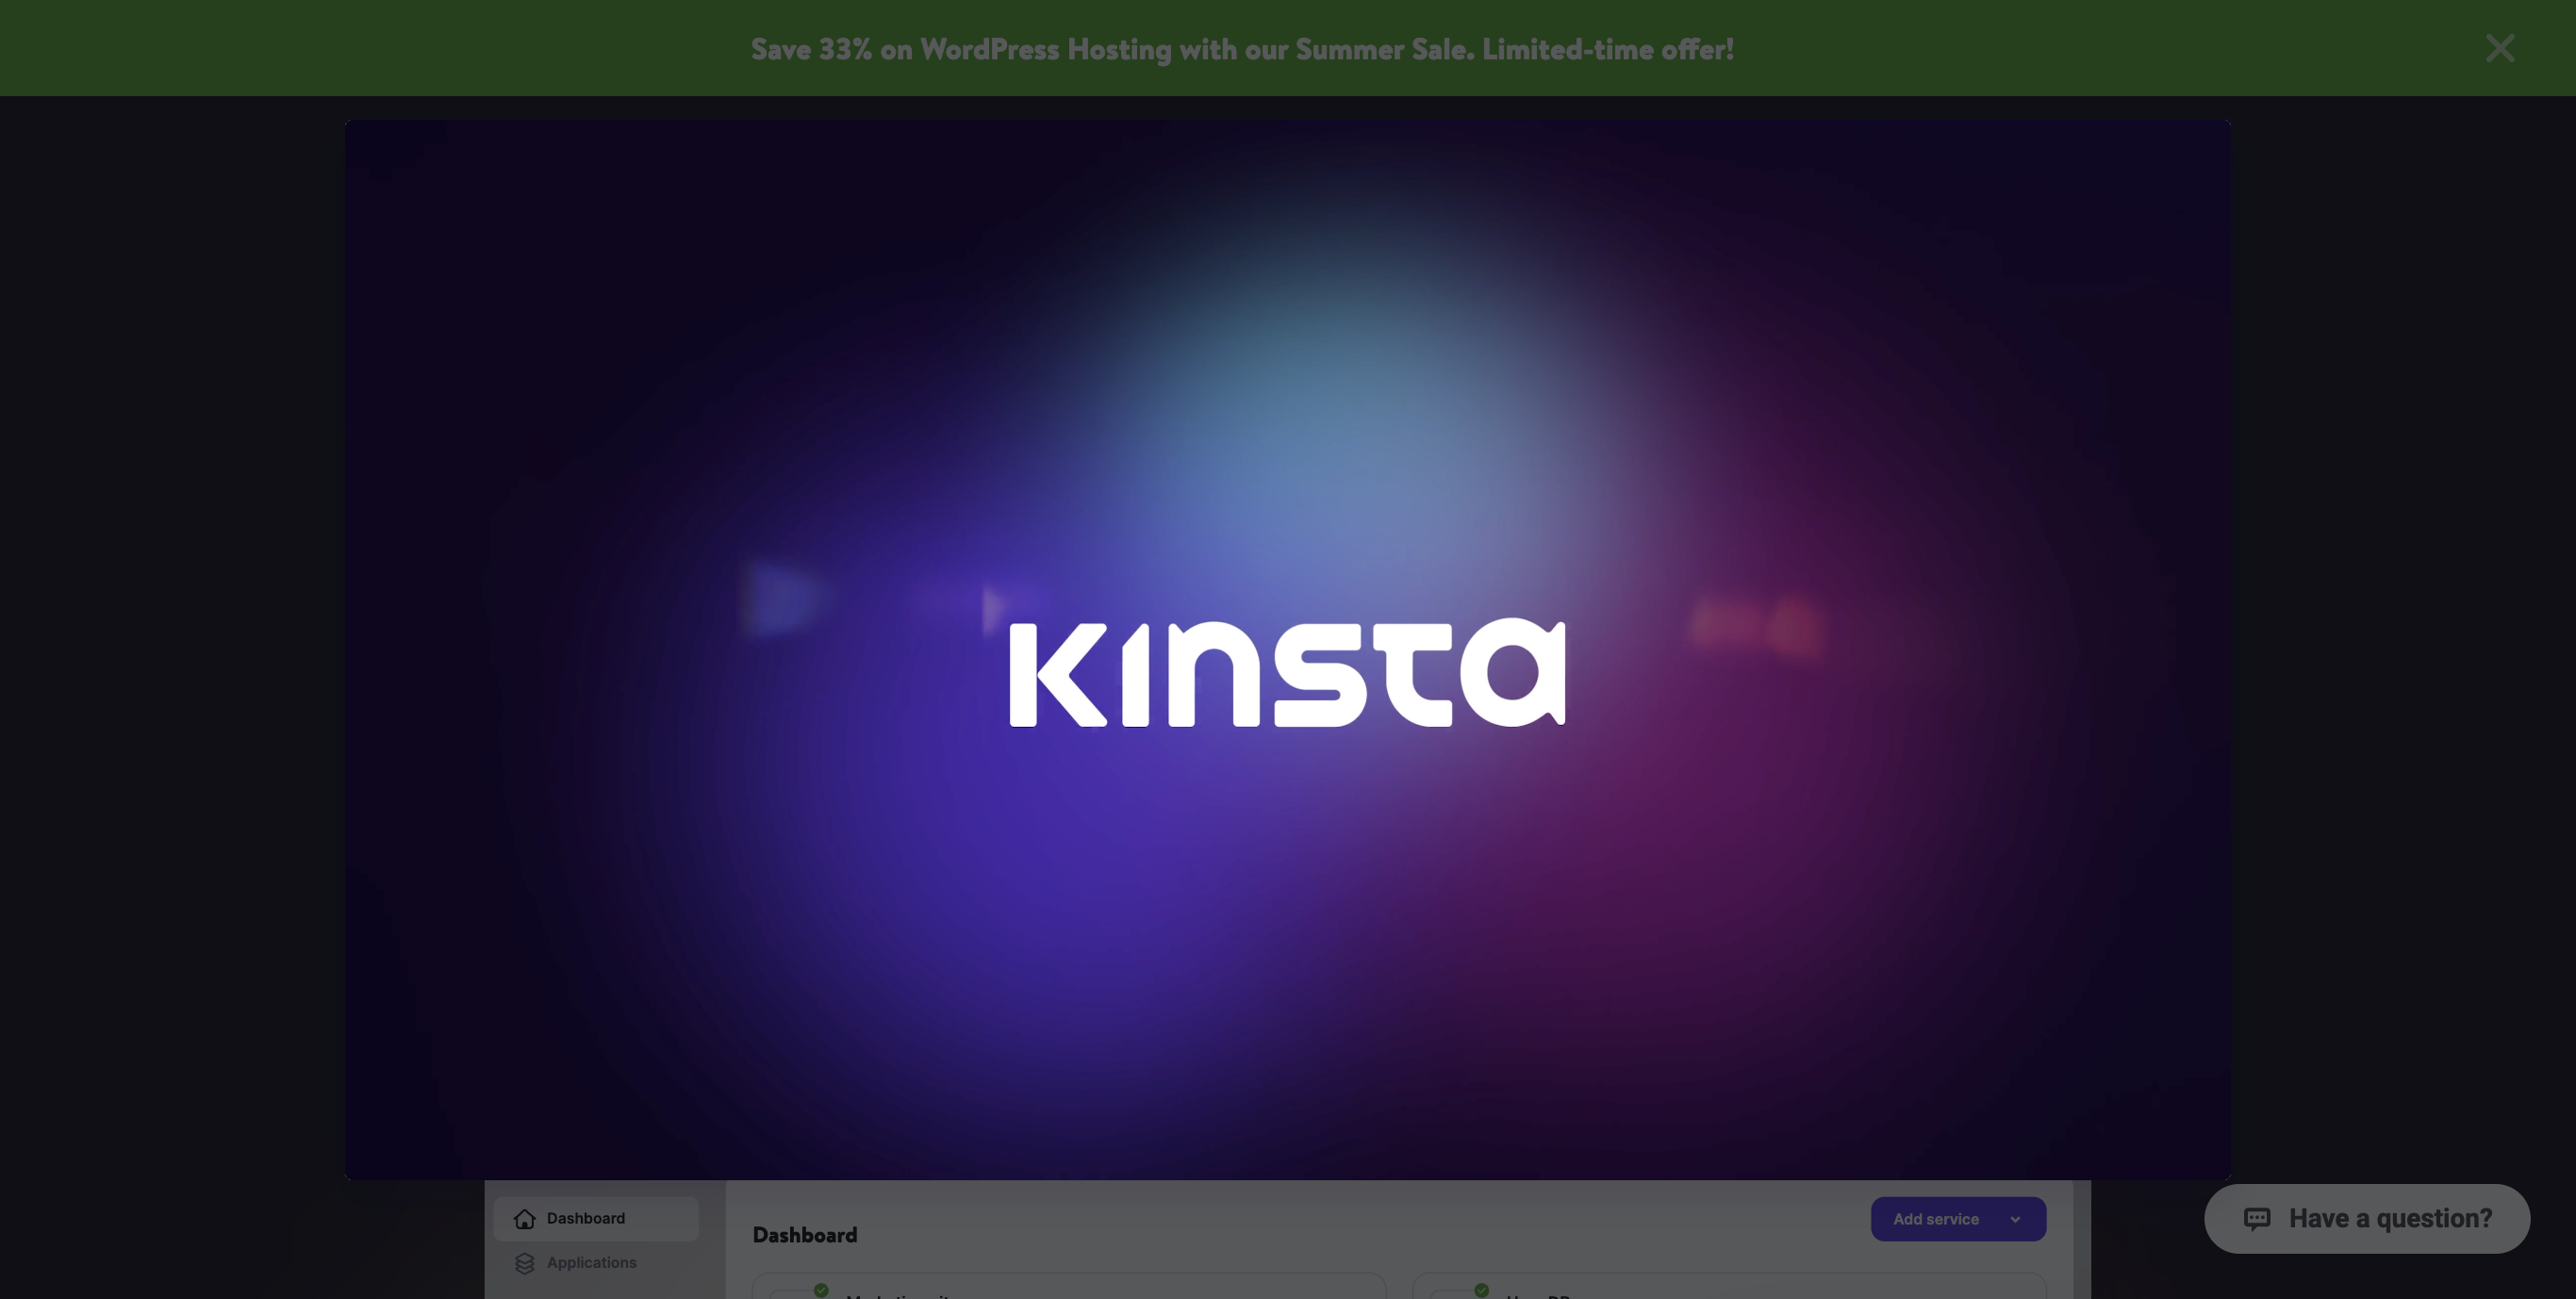 Save 33% on WordPress Hosting with our Summer Sale. Limited-time offer!
Kinsta
Dashboard
Add service
Have a question?
Dashboard
Applications